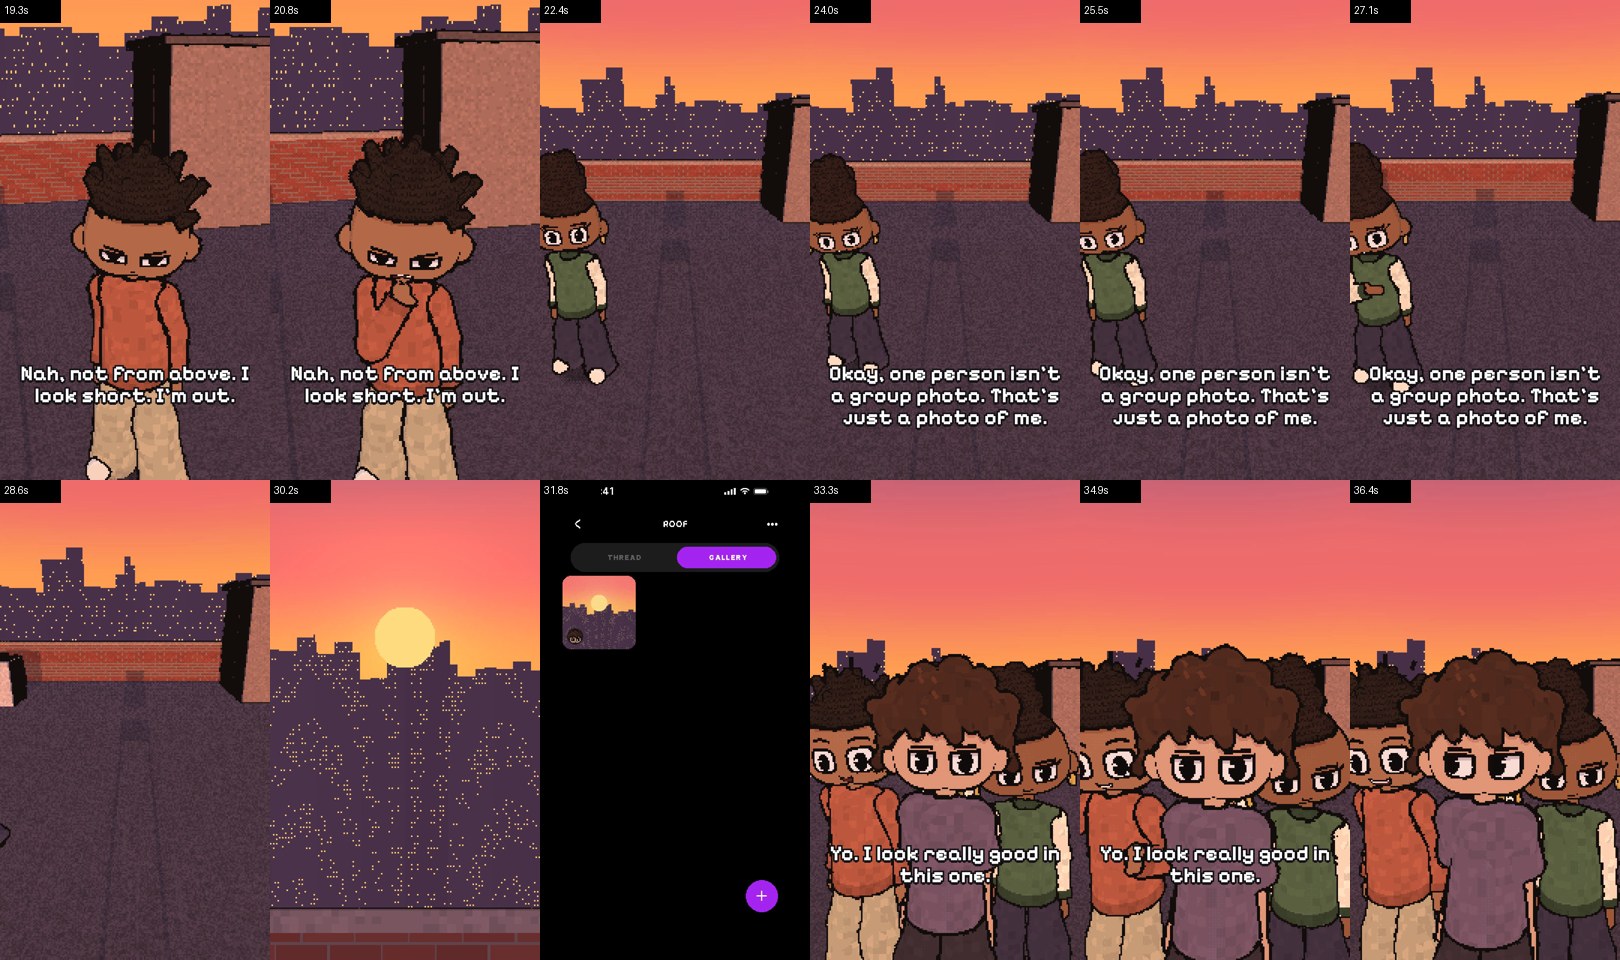 19.3s
Nah, not from above. I
look short. I'm out.
20.8s
Nah, not from above. I
look short. I'm out.
22.4s
24.0s
Okay, one person isn't
a group photo. That's
just a photo of me.
25.5s
Okay, one person isn't
a group photo. That's
just a photo of me.
27.1s
Okay, one person isn't
a group photo. That's
just a photo of me.
28.6s
30.2s
31.8s
:41
ROOF
THREAD
GALLERY
33.3s
Yo. I look really good in
this one.
34.9s
Yo. I look really good in
this one.
36.4s